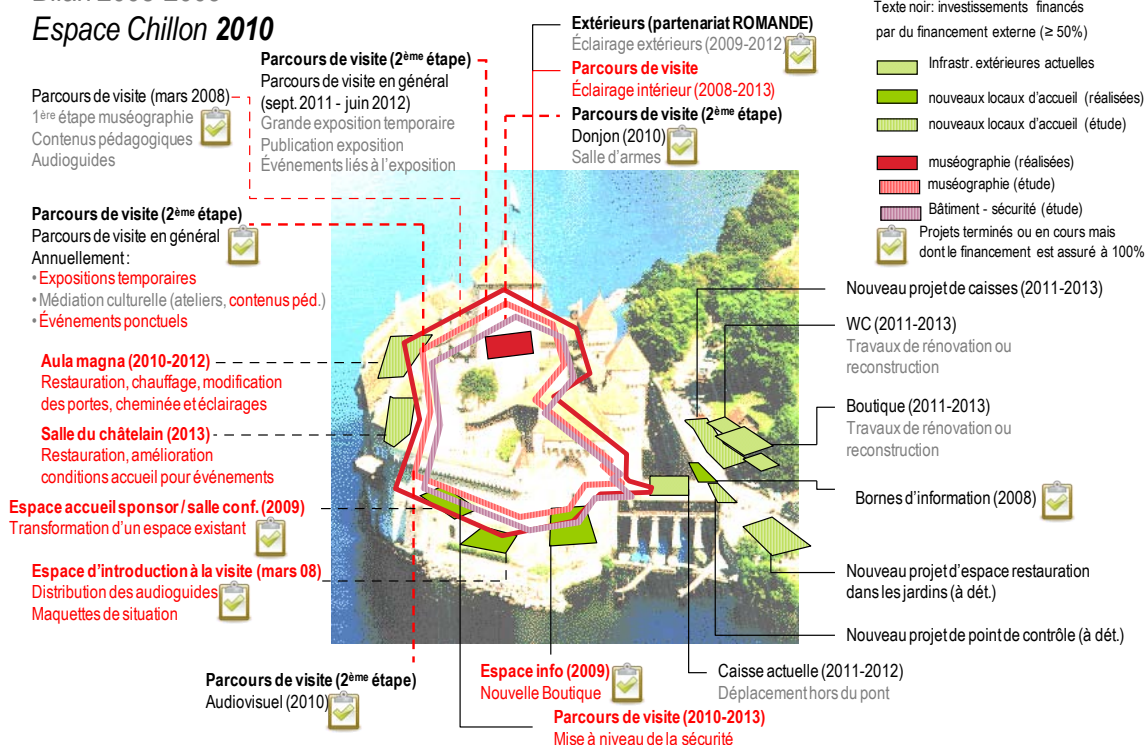 Espace Chillon 2010
Parcours de visite (mars 2008)
1ère étape muséographie
Contenus pédagogiques
Audioguides
Parcours de visite (2ème étape)
Parcours de visite en général
(sept. 2011 - juin 2012)
Grande exposition temporaire
Publication exposition
Événements liés à l'exposition
Extérieurs (partenariat ROMANDE)
Éclairage extérieurs (2009-2012)
Parcours de visite
Éclairage intérieur (2008-2013)
Parcours de visite (2ème étape)
Donjon (2010)
Salle d'armes
Texte noir: investissements financés
par du financement externe (≥ 50%)
Infrastr. extérieures actuelles
nouveaux locaux d'accueil (réalisées)
nouveaux locaux d'accueil (étude)
muséographie (réalisées)
muséographie (étude)
Bâtiment - sécurité (étude)
Projets terminés ou en cours mais
dont le financement est assuré à 100%
Parcours de visite (2ème étape)
Parcours de visite en général
Annuellement :
• Expositions temporaires
• Médiation culturelle (ateliers, contenus péd.)
• Événements ponctuels
Aula magna (2010-2012)
Restauration, chauffage, modification
des portes, cheminée et éclairages
Salle du châtelain (2013)
Restauration, amélioration
conditions accueil pour événements
Espace accueil sponsor / salle conf. (2009)
Transformation d'un espace existant
Espace d'introduction à la visite (mars 08)
Distribution des audioguides
Maquettes de situation
Parcours de visite (2ème étape)
Audiovisuel (2010)
Espace info (2009)
Nouvelle Boutique
Parcours de visite (2010-2013)
Mise à niveau de la sécurité
Caisse actuelle (2011-2012)
Déplacement hors du pont
Nouveau projet de caisses (2011-2013)
WC (2011-2013)
Travaux de rénovation ou
reconstruction
Boutique (2011-2013)
Travaux de rénovation ou
reconstruction
Bornes d'information (2008)
Nouveau projet d'espace restauration
dans les jardins (à dét.)
Nouveau projet de point de contrôle (à dét.)